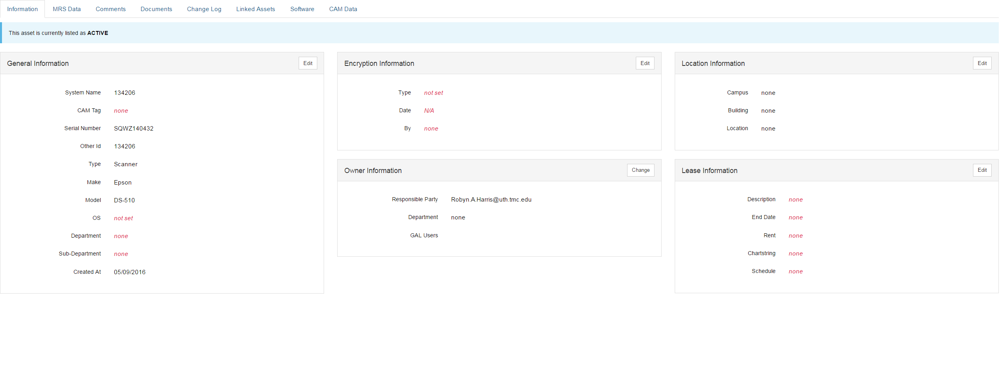 Information MRS Data Comments Documents Change Log Linked Assets Software CAM Data
This asset is currently listed as ACTIVE
General Information Edit
System Name 134206
CAM Tag none
Serial Number SQWZ140432
Other Id 134206
Type Scanner
Make Epson
Model DS-510
OS not set
Department none
Sub-Department none
Created At 05/09/2016
Encryption Information Edit
Type not set
Date N/A
By none
Owner Information Change
Responsible Party Robyn.A.Harris@uth.tmc.edu
Department none
GAL Users
Location Information Edit
Campus none
Building none
Location none
Lease Information Edit
Description none
End Date none
Rent none
Chartstring none
Schedule none